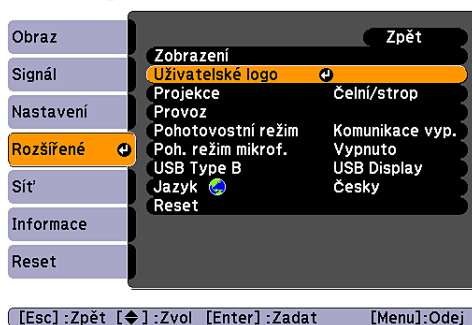 Obraz
Signál
Nastavení
Rozšířené
Síť
Informace
Reset
Zpět
Zobrazení
Uživatelské logo
Projekce Čelní/strop
Provoz
Pohotovostní režim Komunikace vyp.
Poh. režim mikrof. Vypnuto
USB Type B USB Display
Jazyk Česky
Reset
[Esc] :Zpět [◆] :Zvol [Enter] :Zadat [Menu]:Odej